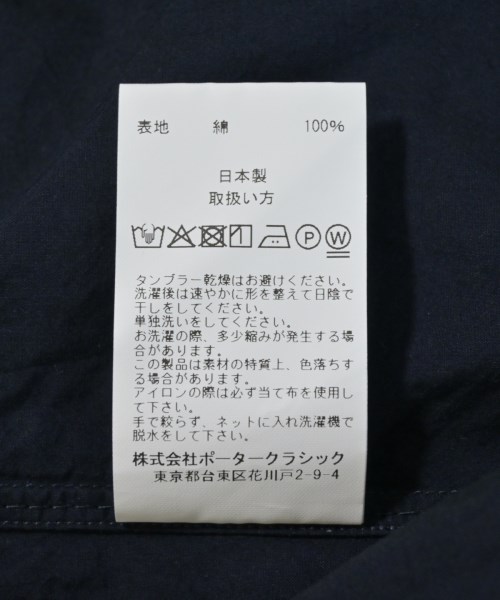 表地 綿 100%
日本製
取扱い方
P W
タンブラー乾燥はお避けください。
洗濯後は速やかに形を整えて日陰で
干しをしてください。
単独洗いをしてください。
お洗濯の際、多少縮みが発生する場
合があります。
この製品は素材の特質上、色落ちす
る場合があります。
アイロンの際は必ず当て布を使用し
て下さい。
手で絞らず、ネットに入れ洗濯機で
脱水をして下さい。
株式会社ポータークラシック
東京都台東区花川戸2-9-4